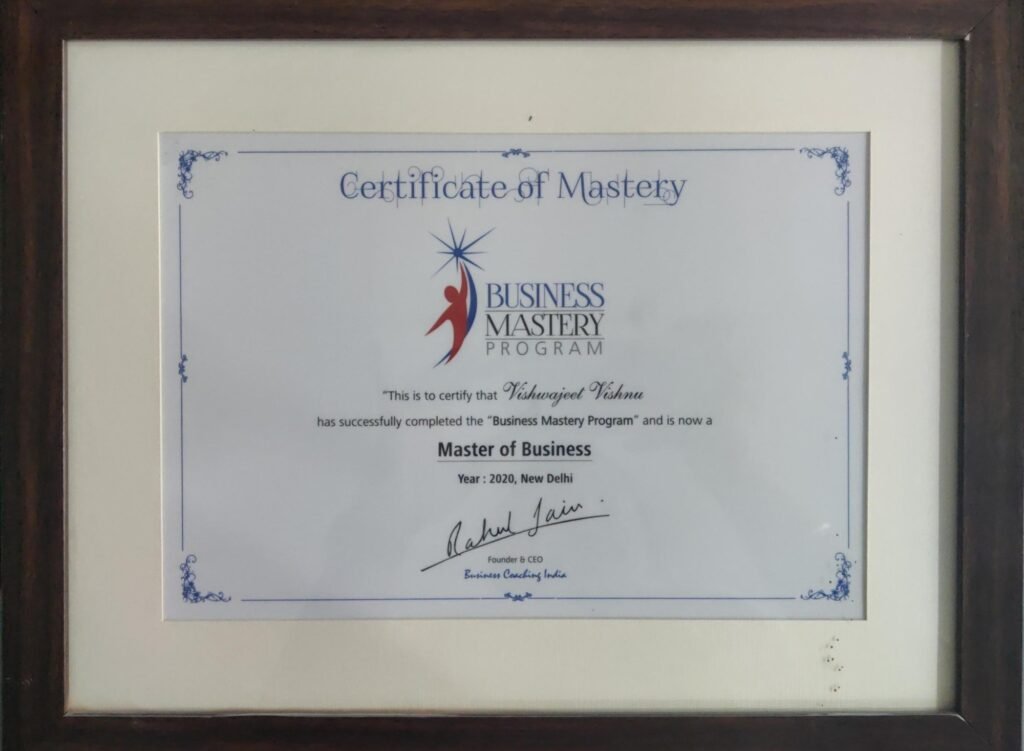 Certificate of Mastery
BUSINESS
MASTERY
PROGRAM
"This is to certify that Vishwajeet Vishnu
has successfully completed the "Business Mastery Program" and is now a
Master of Business
Year : 2020, New Delhi
Rahul Jain
Founder & CEO
Business Coaching India